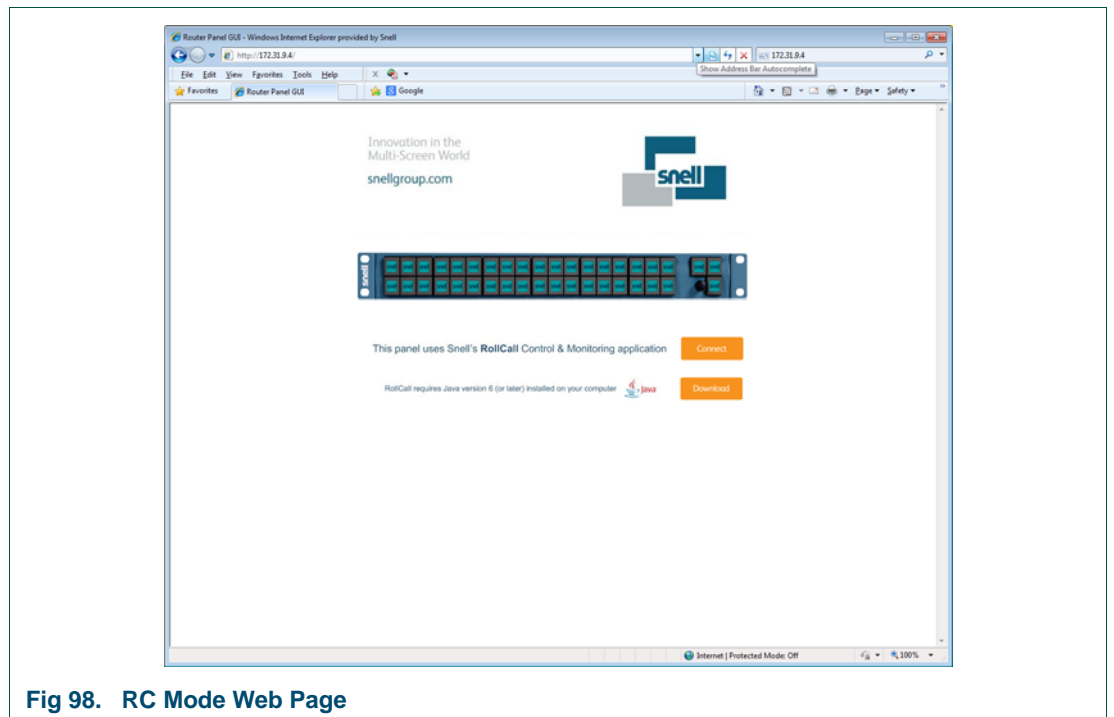 Router Panel GUI - Windows Internet Explorer provided by Snell
http://172.31.9.4/
172.31.9.4
File Edit View Favorites Tools Help
Show Address Bar Autocomplete
Favorites
Router Panel GUI
Google
Page
Safety
Innovation in the
Multi-Screen World
snellgroup.com
snell
snell
This panel uses Snell's RollCall Control & Monitoring application
Connect
RollCall requires Java version 6 (or later) installed on your computer
Java
Download
Internet | Protected Mode: Off
100%
Fig 98. RC Mode Web Page